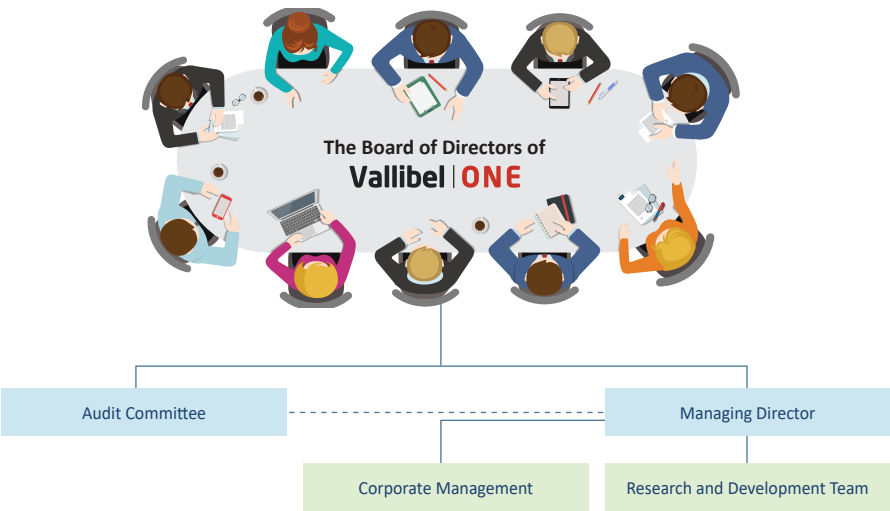 The Board of Directors of
Vallibel | ONE
Audit Committee
Managing Director
Corporate Management
Research and Development Team